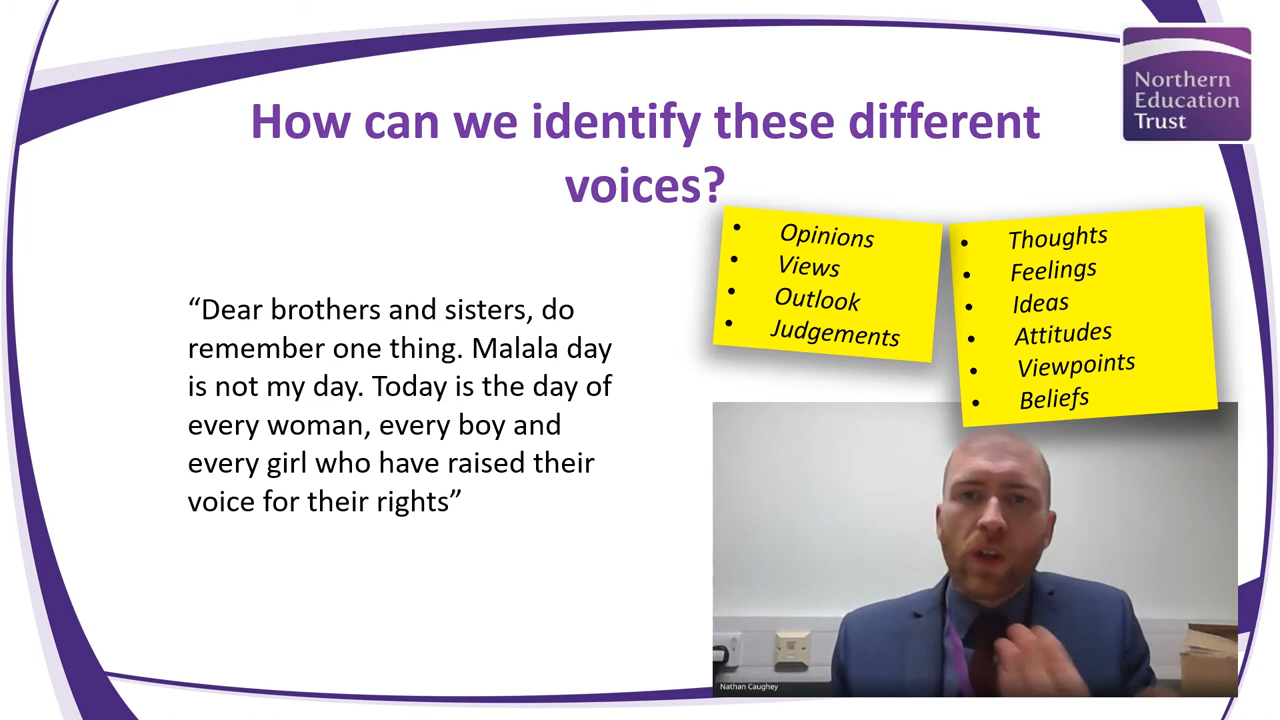 Northern
Education
Trust
How can we identify these different
voices?
• Opinions
• Views
• Outlook
• Judgements
• Thoughts
• Feelings
• Ideas
• Attitudes
• Viewpoints
• Beliefs
“Dear brothers and sisters, do
remember one thing. Malala day
is not my day. Today is the day of
every woman, every boy and
every girl who have raised their
voice for their rights”
Nathan Caughey